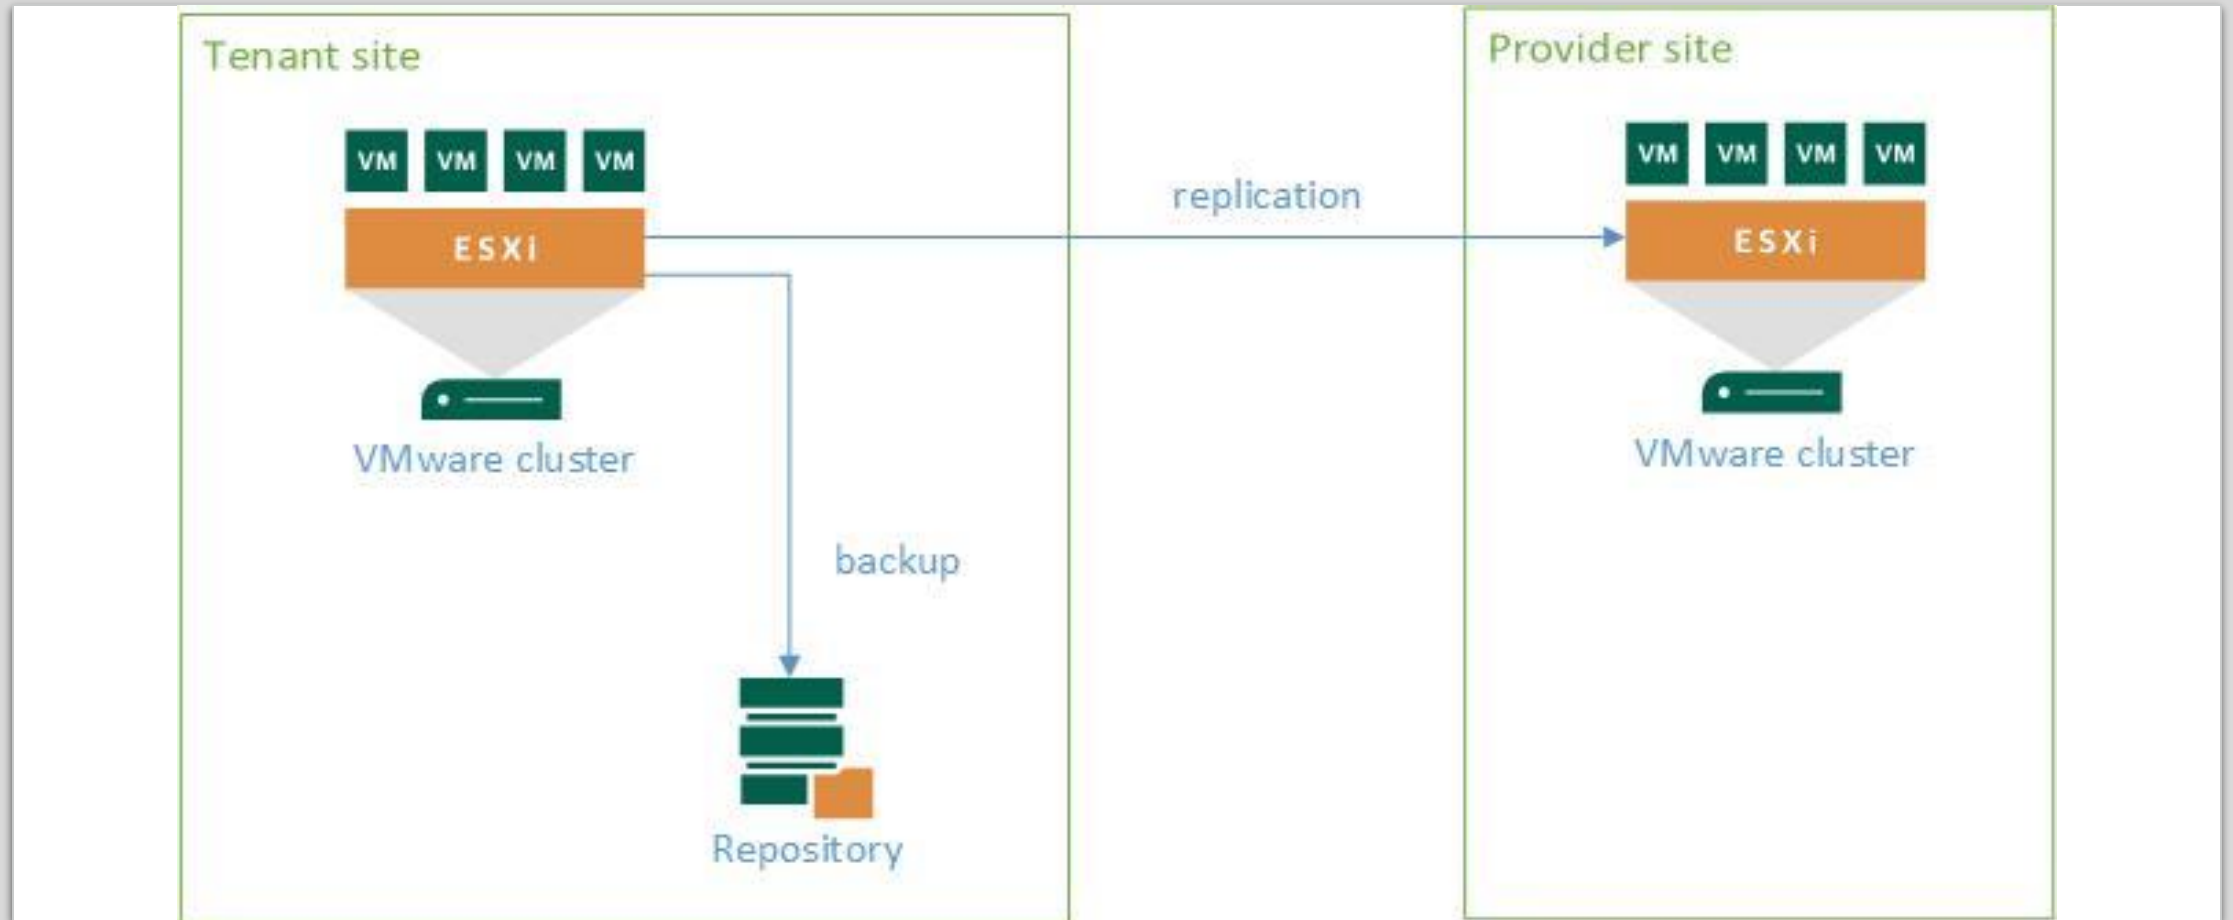 Tenant site
VM VM VM VM
ESXi
VMware cluster
backup
Repository
replication
Provider site
VM VM VM VM
ESXi
VMware cluster